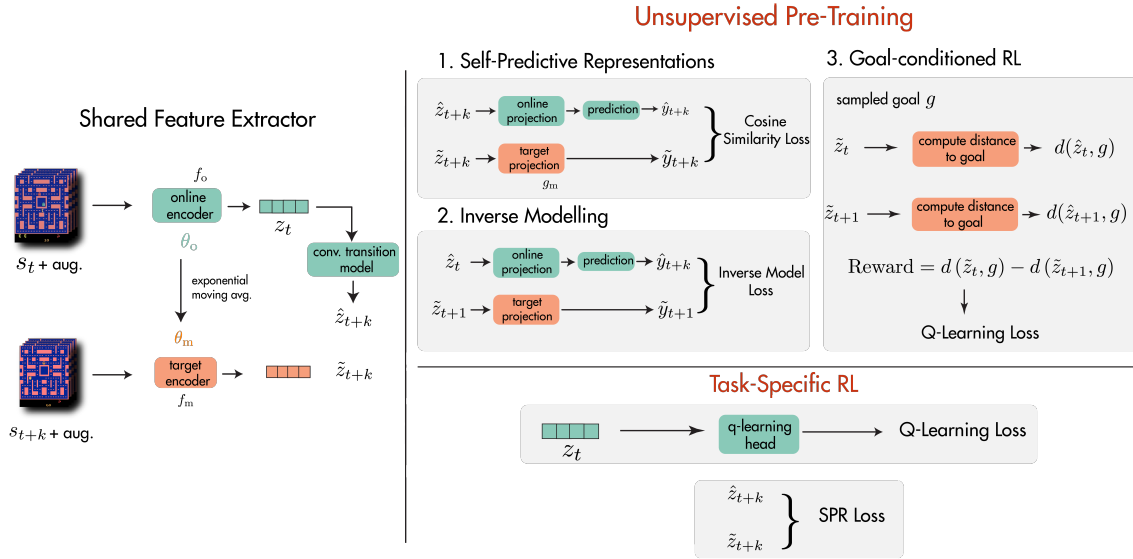 Unsupervised Pre-Training
Shared Feature Extractor
f_o
online encoder
z_t
s_t + aug.
θ_o
conv. transition model
exponential moving avg.
ẑ_{t+k}
θ_m
target encoder
z̃_{t+k}
f_m
s_{t+k} + aug.
1. Self-Predictive Representations
ẑ_{t+k} online projection prediction ŷ_{t+k}
Cosine Similarity Loss
z̃_{t+k} target projection ỹ_{t+k}
g_m
2. Inverse Modelling
ẑ_t online projection prediction ŷ_{t+k}
Inverse Model Loss
z̃_{t+1} target projection ỹ_{t+1}
3. Goal-conditioned RL
sampled goal g
z̃_t compute distance to goal d(ẑ_t, g)
z̃_{t+1} compute distance to goal d(ẑ_{t+1}, g)
Reward = d (z̃_t, g) − d (z̃_{t+1}, g)
Q-Learning Loss
Task-Specific RL
z_t q-learning head Q-Learning Loss
ẑ_{t+k}
SPR Loss
z̃_{t+k}